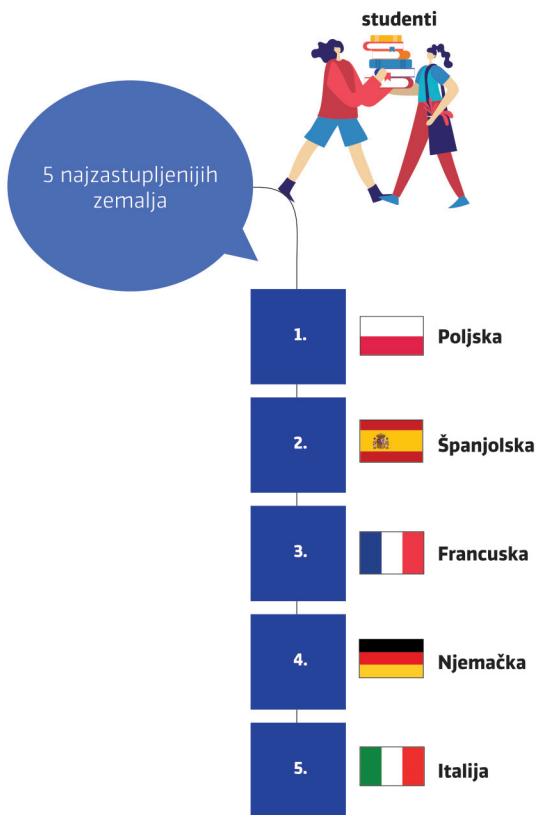 studenti
5 najzastupljenijih
zemalja
1.
Poljska
2.
Španjolska
3.
Francuska
4.
Njemačka
5.
Italija